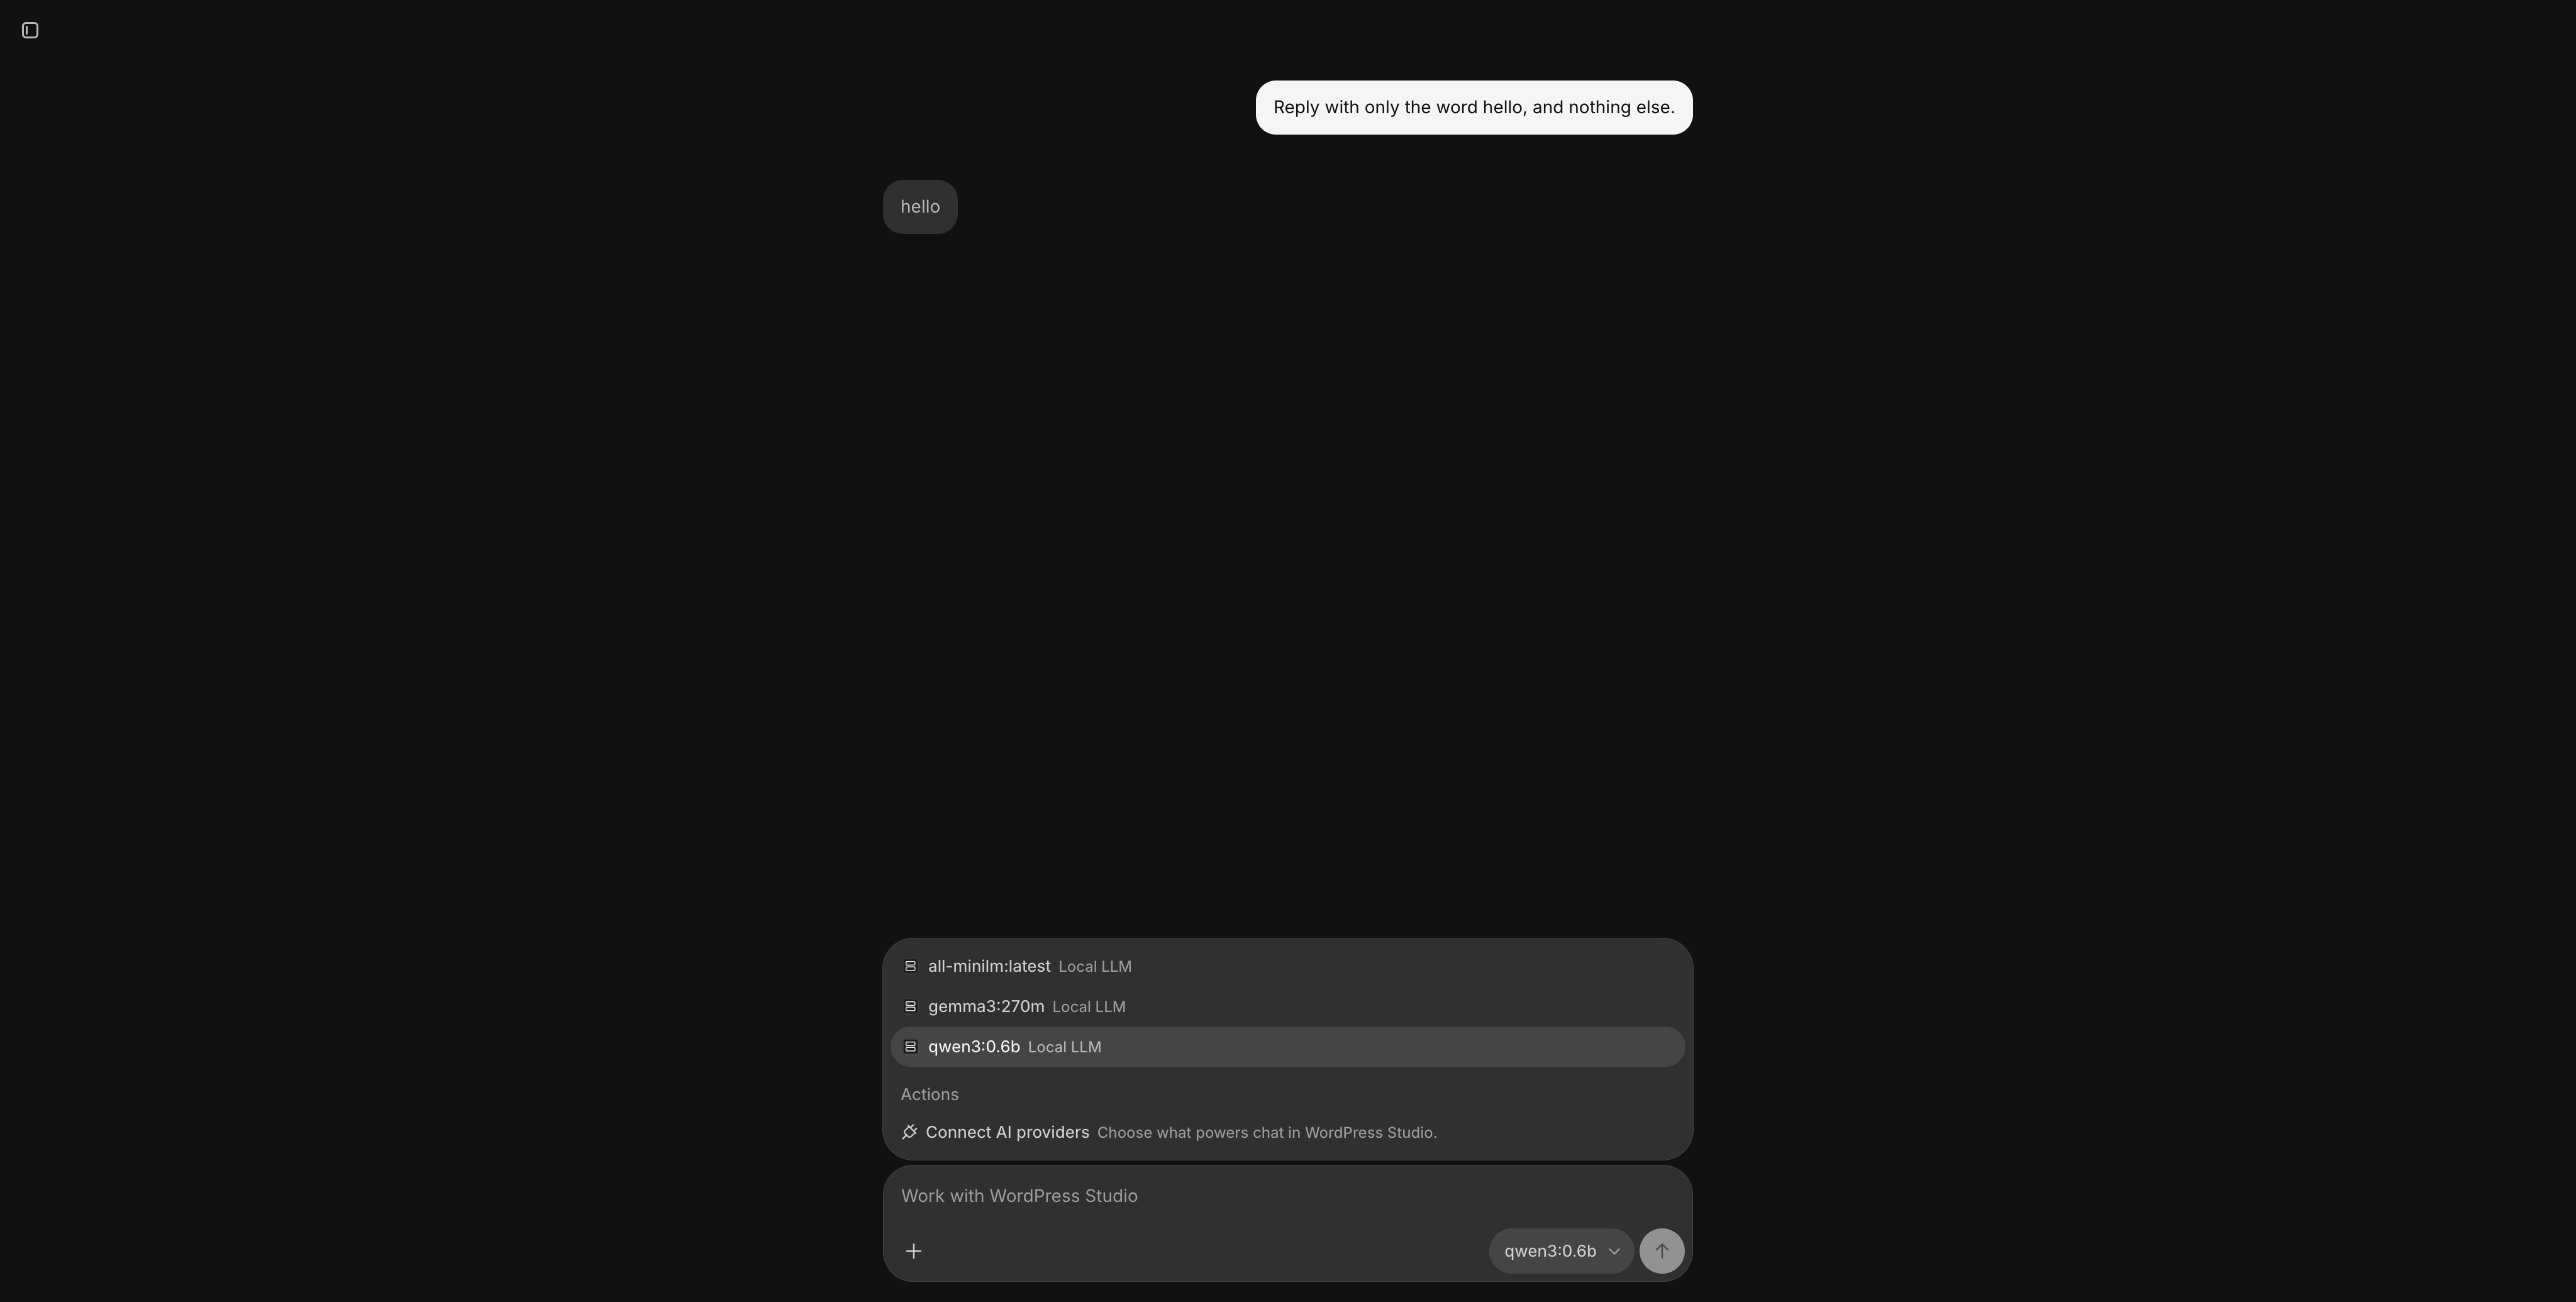 Reply with only the word hello, and nothing else.
hello
all-minilm:latest Local LLM
gemma3:270m Local LLM
qwen3:0.6b Local LLM
Actions
Connect AI providers Choose what powers chat in WordPress Studio.
Work with WordPress Studio
qwen3:0.6b